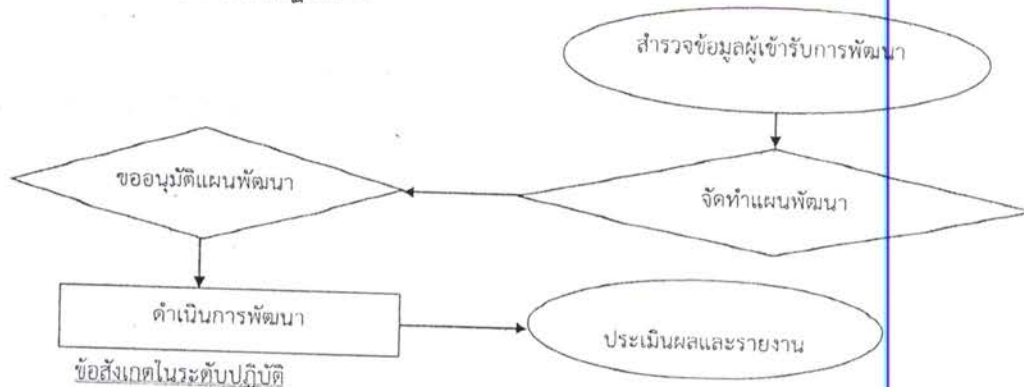 สำรวจข้อมูลผู้เข้ารับการพัฒนา
จัดทำแผนพัฒนา
ขออนุมัติแผนพัฒนา
ดำเนินการพัฒนา
ประเมินผลและรายงาน
ข้อสังเกตในระดับปฏิบัติ